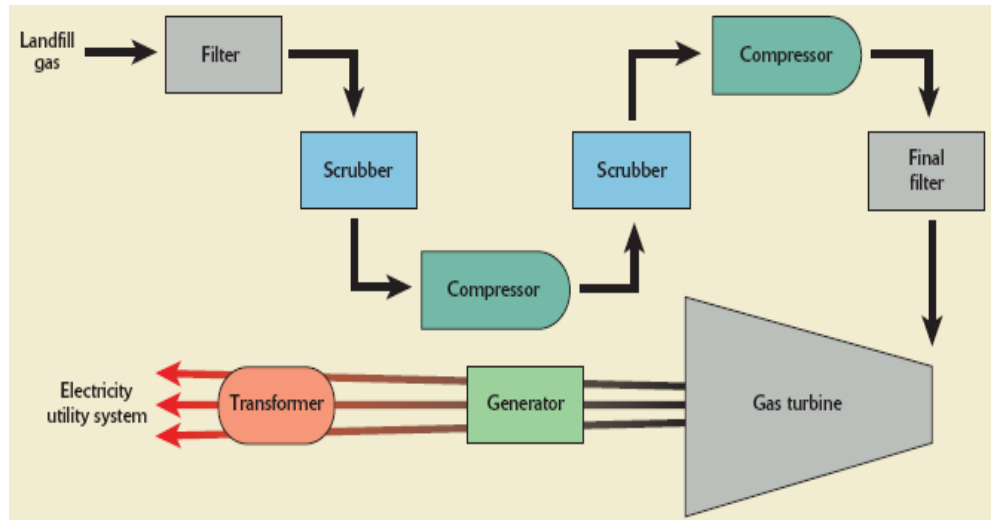 Landfill
gas
Filter
Scrubber
Compressor
Scrubber
Compressor
Final
filter
Gas turbine
Generator
Transformer
Electricity
utility system